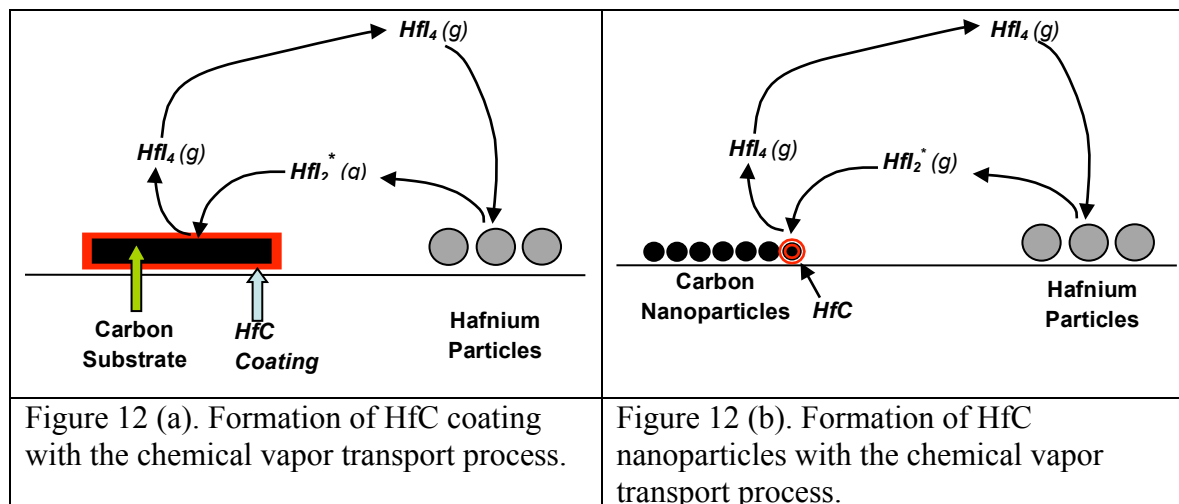 HfI₄ (g)
HfI₄ (g)
HfI₂* (g)
Carbon
Substrate
HfC
Coating
Hafnium
Particles
Figure 12 (a). Formation of HfC coating
with the chemical vapor transport process.
HfI₄ (g)
HfI₄ (g)
HfI₂* (g)
Carbon
Nanoparticles
HfC
Hafnium
Particles
Figure 12 (b). Formation of HfC
nanoparticles with the chemical vapor
transport process.